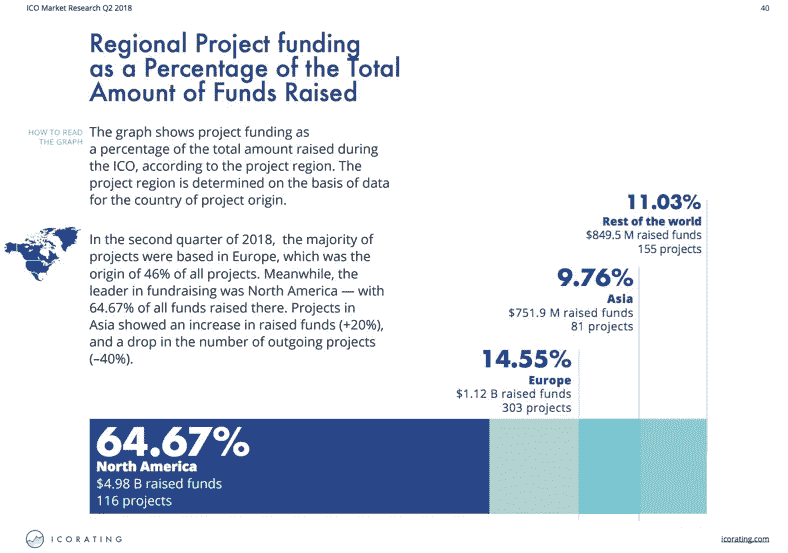 ICO Market Research Q2 2018
40
Regional Project funding
as a Percentage of the Total
Amount of Funds Raised
HOW TO READ
THE GRAPH
The graph shows project funding as
a percentage of the total amount raised during
the ICO, according to the project region. The
project region is determined on the basis of data
for the country of project origin.
In the second quarter of 2018,  the majority of
projects were based in Europe, which was the
origin of 46% of all projects. Meanwhile, the
leader in fundraising was North America — with
64.67% of all funds raised there. Projects in
Asia showed an increase in raised funds (+20%),
and a drop in the number of outgoing projects
(–40%).
11.03%
Rest of the world
$849.5 M raised funds
155 projects
9.76%
Asia
$751.9 M raised funds
81 projects
14.55%
Europe
$1.12 B raised funds
303 projects
64.67%
North America
$4.98 B raised funds
116 projects
ICORATING
icorating.com